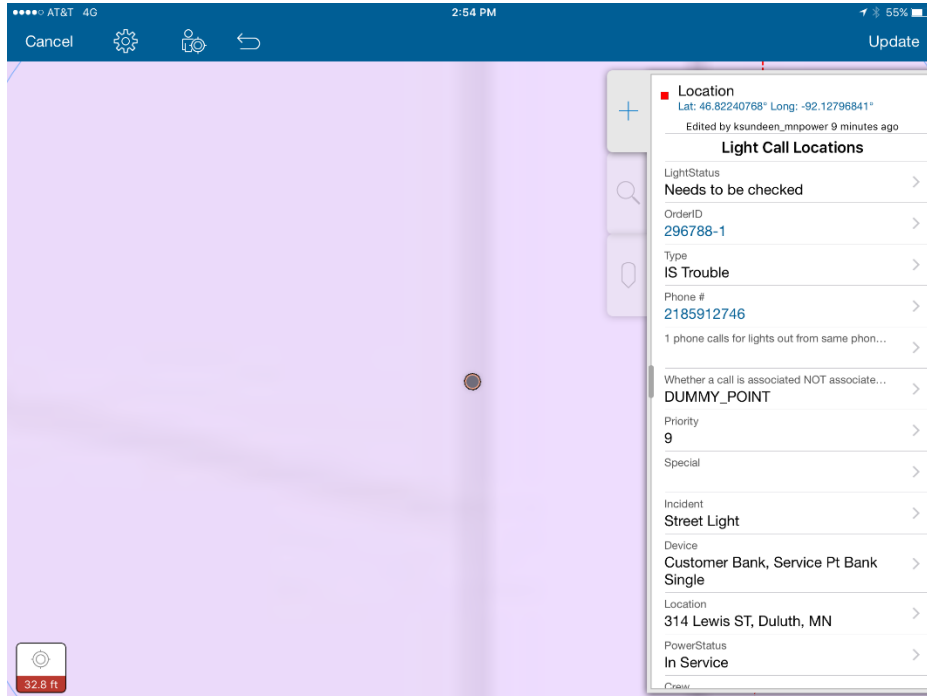 AT&T 4G
2:54 PM
55%
Cancel
Update
Location
Lat: 46.82240768° Long: -92.12796841°
Edited by ksundeen_mnpower 9 minutes ago
Light Call Locations
LightStatus
Needs to be checked
OrderID
296788-1
Type
IS Trouble
Phone #
2185912746
1 phone calls for lights out from same phon...
Whether a call is associated NOT associate...
DUMMY_POINT
Priority
9
Special
Incident
Street Light
Device
Customer Bank, Service Pt Bank
Single
Location
314 Lewis ST, Duluth, MN
PowerStatus
In Service
Crew
32.8 ft